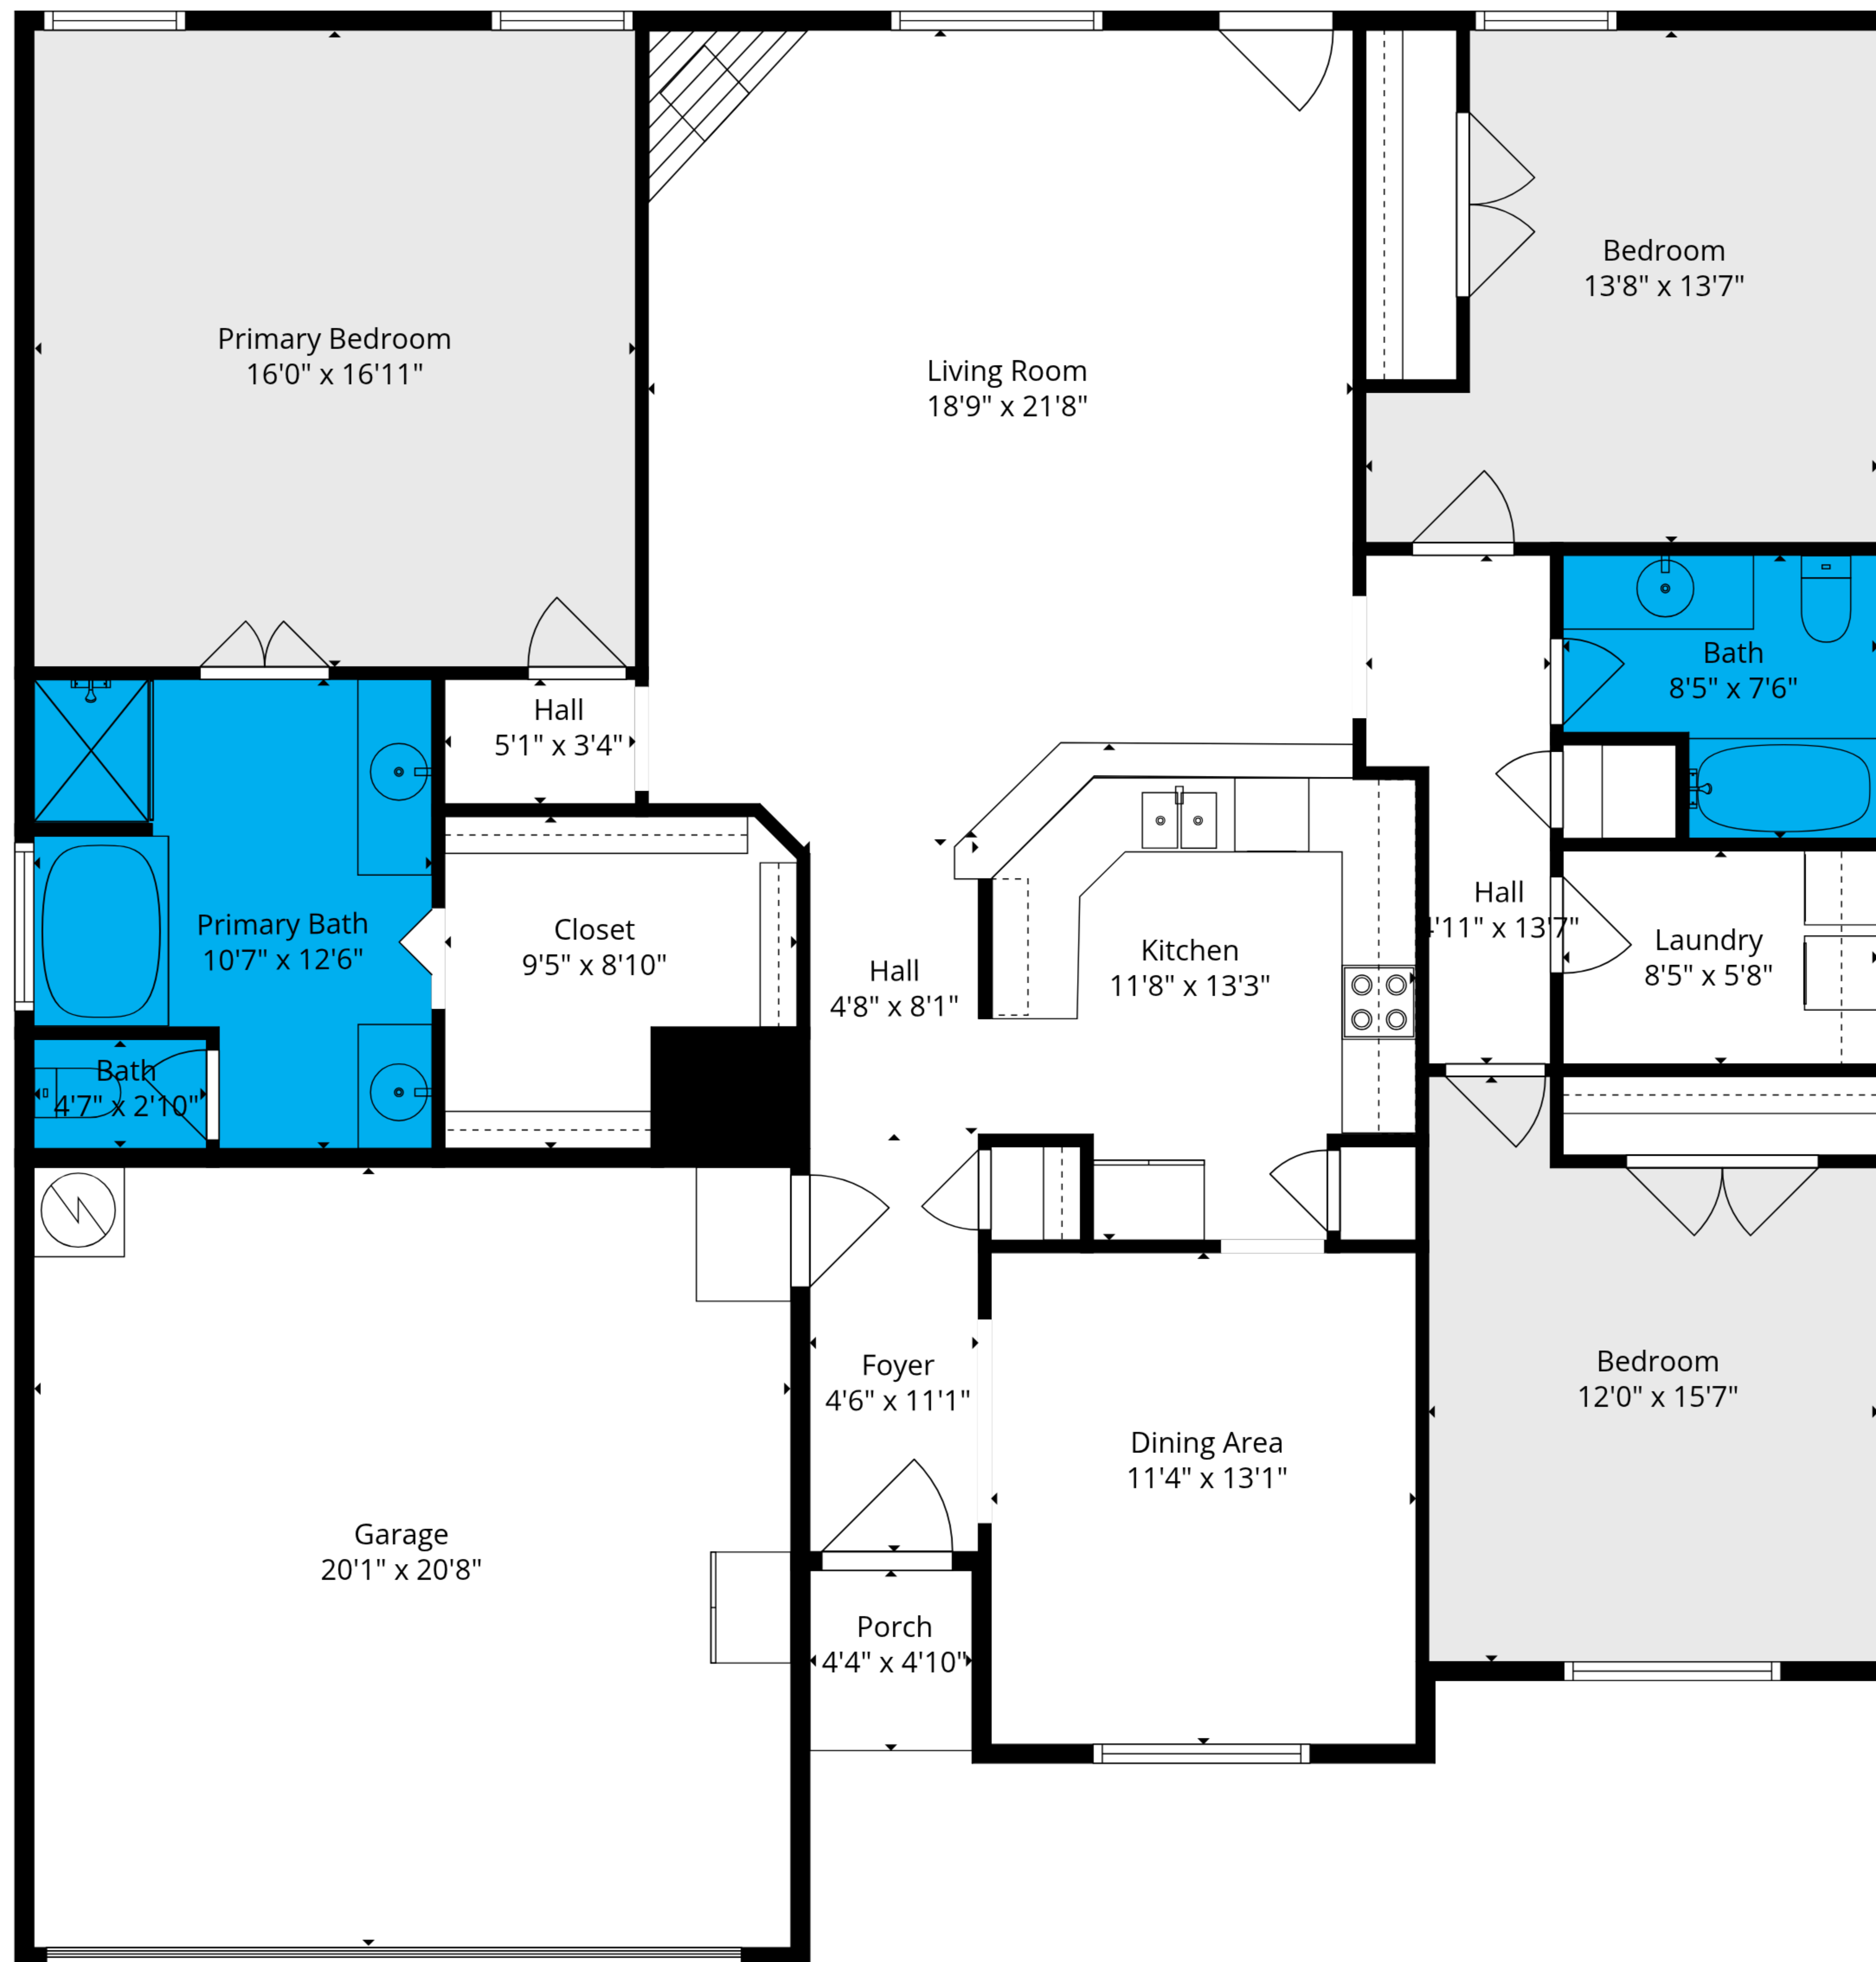 Primary Bedroom
16'0" x 16'11"
Living Room
18'9" x 21'8"
Bedroom
13'8" x 13'7"
Hall
5'1" x 3'4"
Bath
8'5" x 7'6"
Primary Bath
10'7" x 12'6"
Closet
9'5" x 8'10"
Hall
4'8" x 8'1"
Kitchen
11'8" x 13'3"
Hall
4'11" x 13'7"
Laundry
8'5" x 5'8"
Bath
4'7" x 2'10"
Foyer
4'6" x 11'1"
Dining Area
11'4" x 13'1"
Bedroom
12'0" x 15'7"
Garage
20'1" x 20'8"
Porch
4'4" x 4'10"